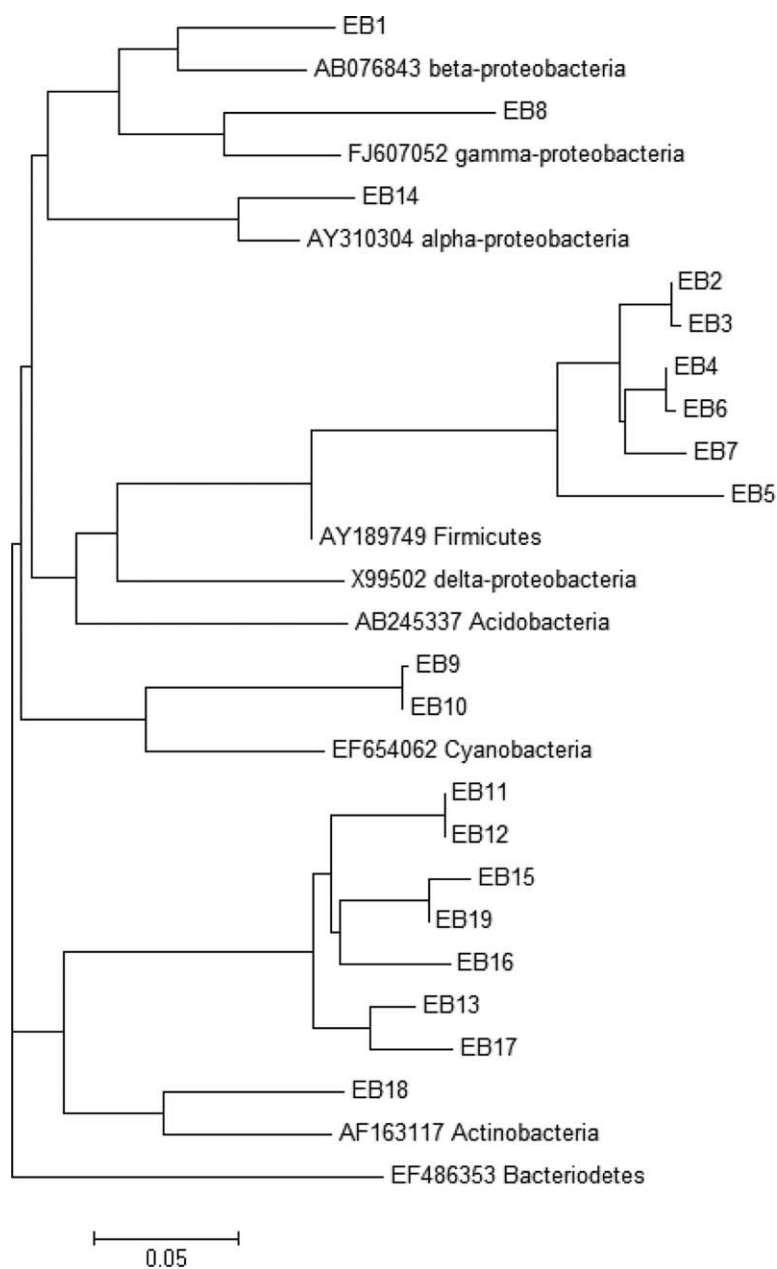 EB1
AB076843 beta-proteobacteria
EB8
FJ607052 gamma-proteobacteria
EB14
AY310304 alpha-proteobacteria
EB2
EB3
EB4
EB6
EB7
EB5
AY189749 Firmicutes
X99502 delta-proteobacteria
AB245337 Acidobacteria
EB9
EB10
EF654062 Cyanobacteria
EB11
EB12
EB15
EB19
EB16
EB13
EB17
EB18
AF163117 Actinobacteria
EF486353 Bacteriodetes
0.05